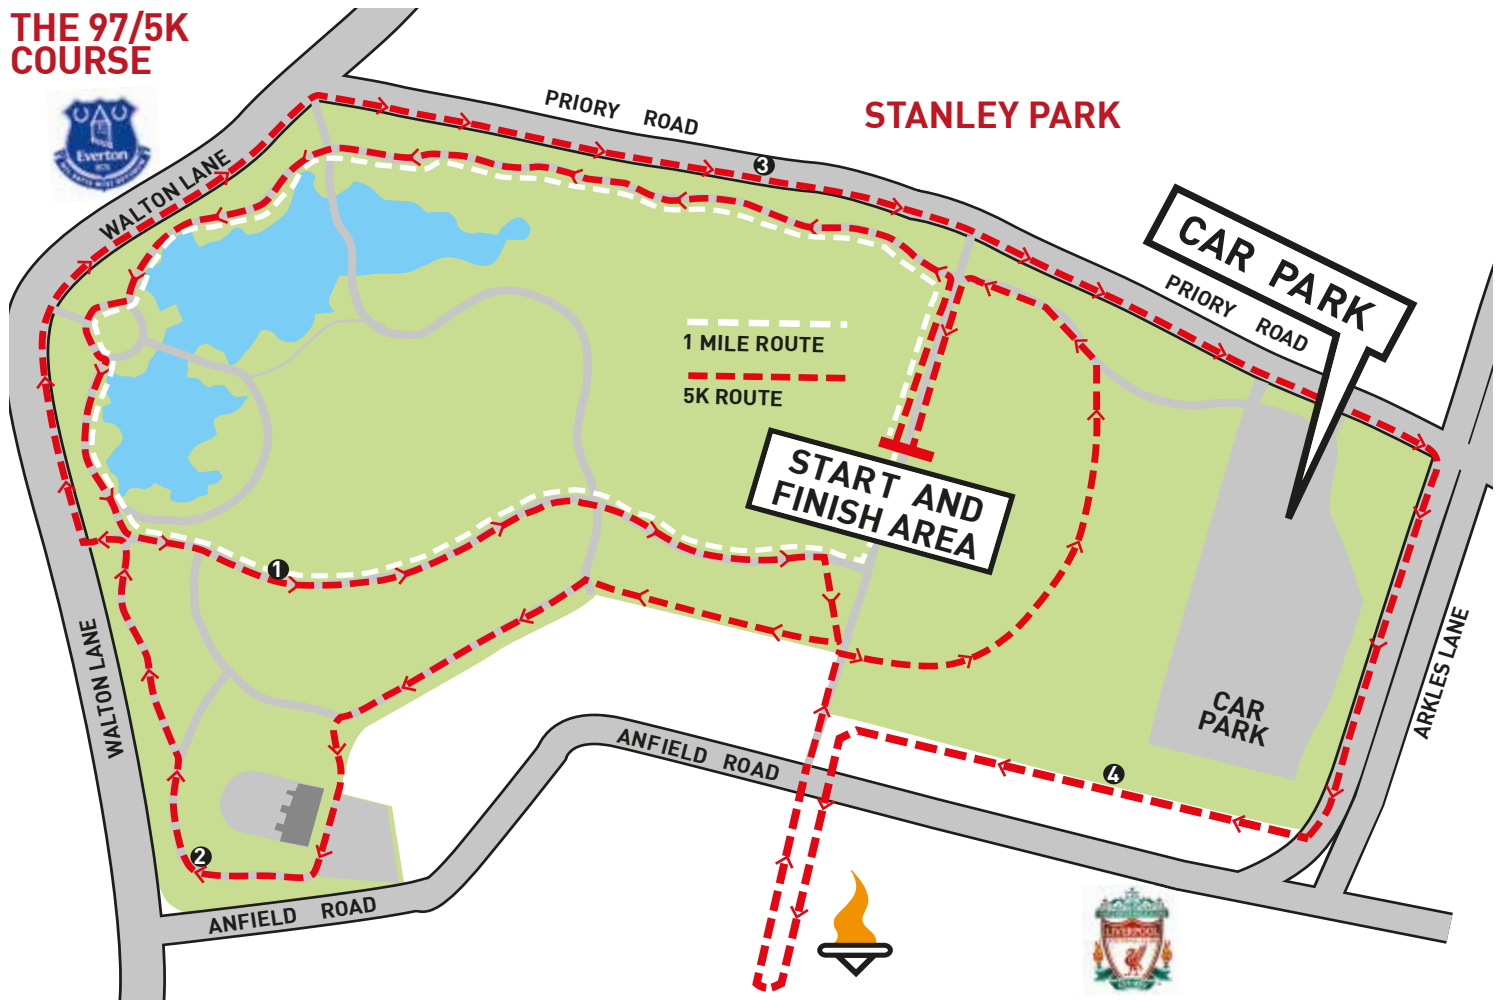 THE 97/5K
COURSE
Everton
WALTON LANE
PRIORY ROAD
STANLEY PARK
3
CAR PARK
PRIORY ROAD
1 MILE ROUTE
5K ROUTE
START AND
FINISH AREA
1
WALTON LANE
ARKLES LANE
CAR
PARK
ANFIELD ROAD
4
2
ANFIELD ROAD
LIVERPOOL